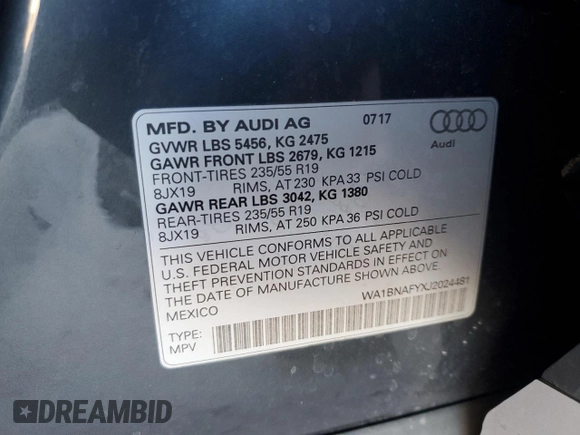 MFD. BY AUDI AG 0717
GVWR LBS 5456, KG 2475
GAWR FRONT LBS 2679, KG 1215
FRONT-TIRES 235/55 R19
8JX19 RIMS, AT 230 KPA 33 PSI COLD
GAWR REAR LBS 3042, KG 1380
REAR-TIRES 235/55 R19
8JX19 RIMS, AT 250 KPA 36 PSI COLD
THIS VEHICLE CONFORMS TO ALL APPLICABLE
U.S. FEDERAL MOTOR VEHICLE SAFETY AND
THEFT PREVENTION STANDARDS IN EFFECT ON
THE DATE OF MANUFACTURE SHOWN ABOVE.
MEXICO WA1BNAFYXJ2024481
TYPE:
MPV
Audi
DREAMBID